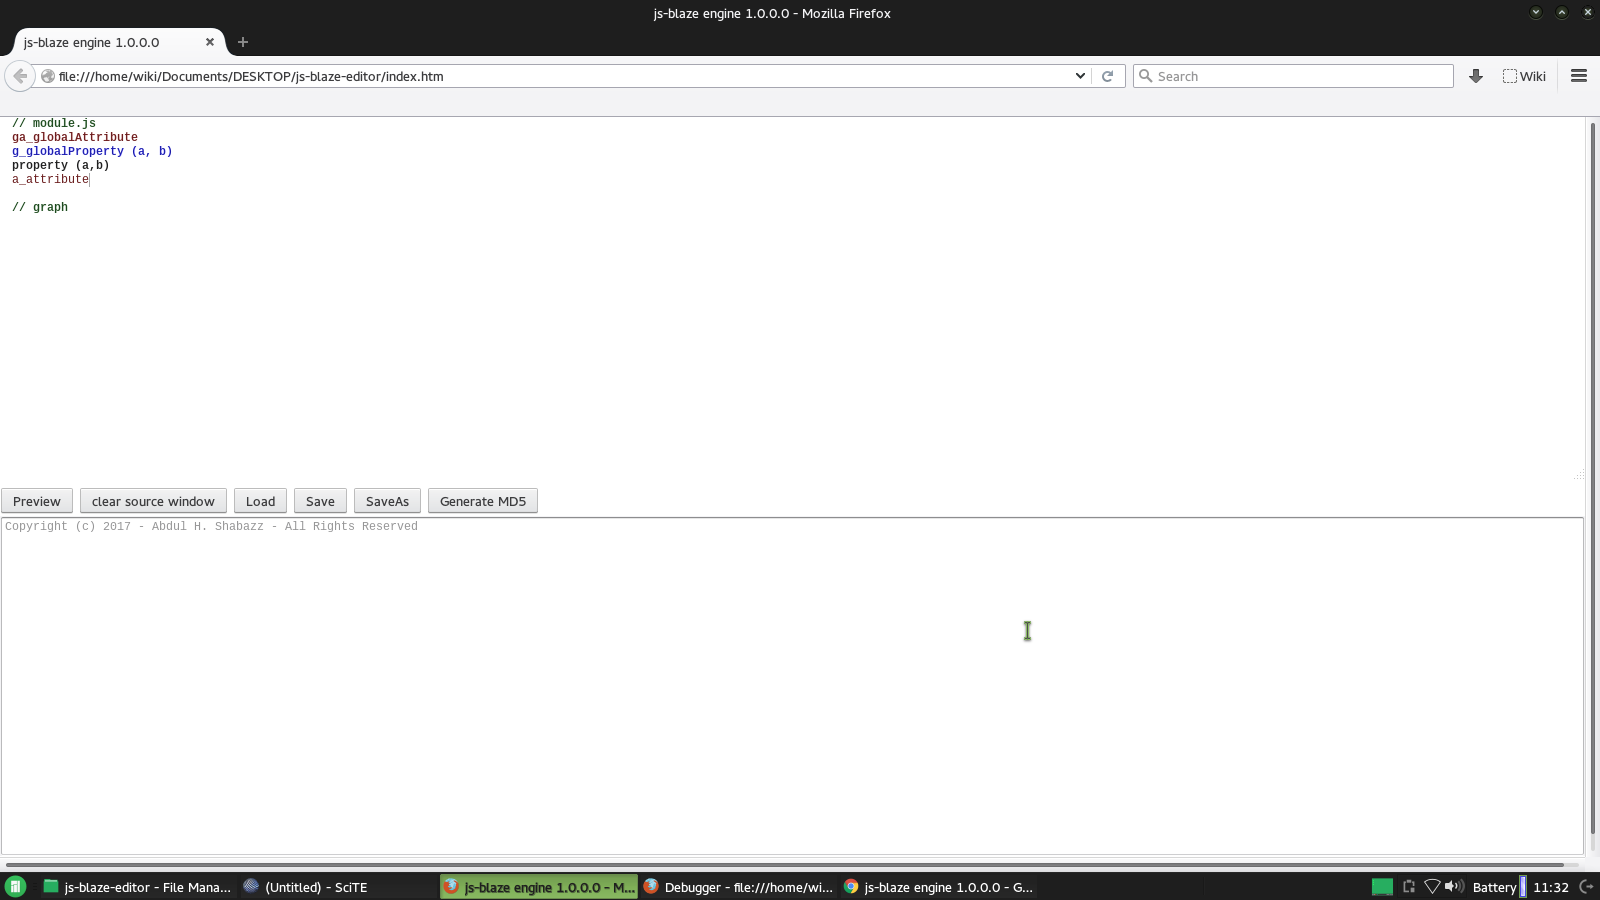 js-blaze engine 1.0.0.0 - Mozilla Firefox
js-blaze engine 1.0.0.0
file:///home/wiki/Documents/DESKTOP/js-blaze-editor/index.htm
Search
Wiki
// module.js
ga_globalAttribute
g_globalProperty (a, b)
property (a,b)
a_attribute
// graph
Preview
clear source window
Load
Save
SaveAs
Generate MD5
Copyright (c) 2017 - Abdul H. Shabazz - All Rights Reserved
js-blaze-editor - File Mana...
(Untitled) - SciTE
js-blaze engine 1.0.0.0 - M...
Debugger - file:///home/wi...
js-blaze engine 1.0.0.0 - G...
Battery
11:32